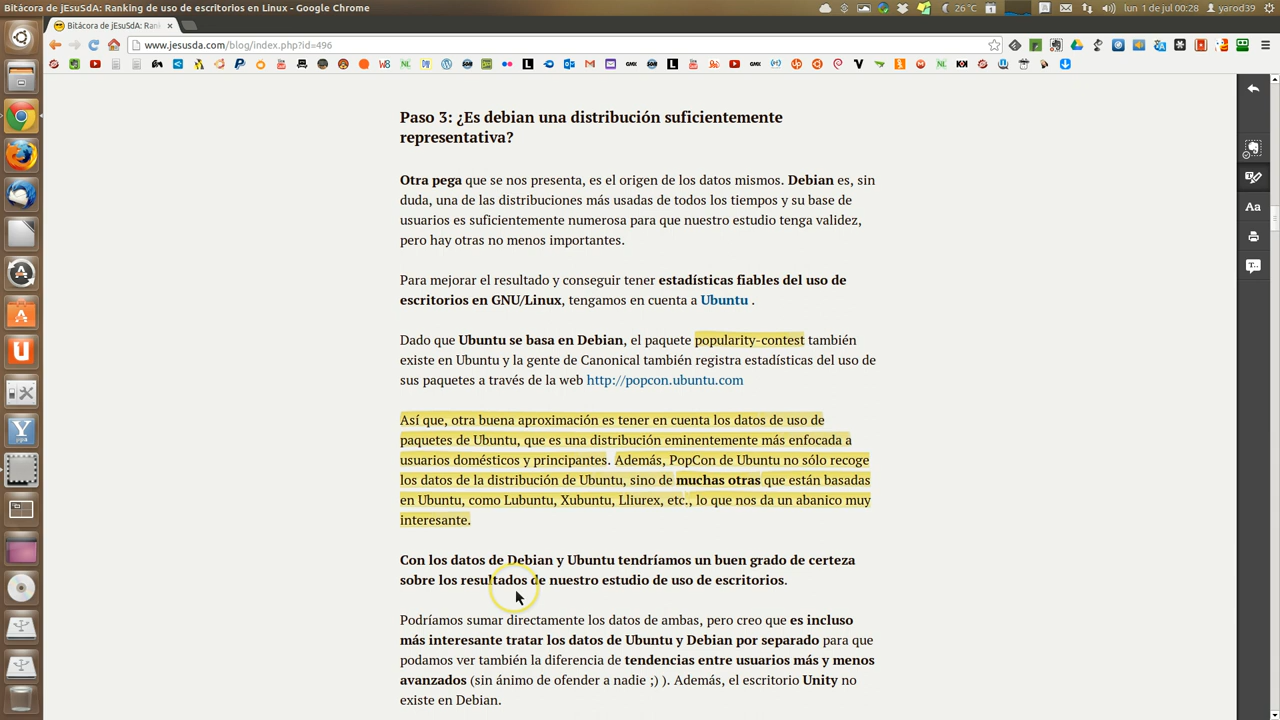 Bitácora de jEsuSdA: Ranking de uso de escritorios en Linux - Google Chrome
26°C
lun 1 de jul 00:28
yarod39
Bitácora de jEsuSdA: Ran
www.jesusda.com/blog/index.php?id=496
Paso 3: ¿Es debian una distribución suficientemente
representativa?
Otra pega que se nos presenta, es el origen de los datos mismos. Debian es, sin
duda, una de las distribuciones más usadas de todos los tiempos y su base de
usuarios es suficientemente numerosa para que nuestro estudio tenga validez,
pero hay otras no menos importantes.
Para mejorar el resultado y conseguir tener estadísticas fiables del uso de
escritorios en GNU/Linux, tengamos en cuenta a Ubuntu .
Dado que Ubuntu se basa en Debian, el paquete popularity-contest también
existe en Ubuntu y la gente de Canonical también registra estadísticas del uso de
sus paquetes a través de la web http://popcon.ubuntu.com
Así que, otra buena aproximación es tener en cuenta los datos de uso de
paquetes de Ubuntu, que es una distribución eminentemente más enfocada a
usuarios domésticos y principantes. Además, PopCon de Ubuntu no sólo recoge
los datos de la distribución de Ubuntu, sino de muchas otras que están basadas
en Ubuntu, como Lubuntu, Xubuntu, Lliurex, etc., lo que nos da un abanico muy
interesante.
Con los datos de Debian y Ubuntu tendríamos un buen grado de certeza
sobre los resultados de nuestro estudio de uso de escritorios.
Podríamos sumar directamente los datos de ambas, pero creo que es incluso
más interesante tratar los datos de Ubuntu y Debian por separado para que
podamos ver también la diferencia de tendencias entre usuarios más y menos
avanzados (sin ánimo de ofender a nadie ;) ). Además, el escritorio Unity no
existe en Debian.
Aa